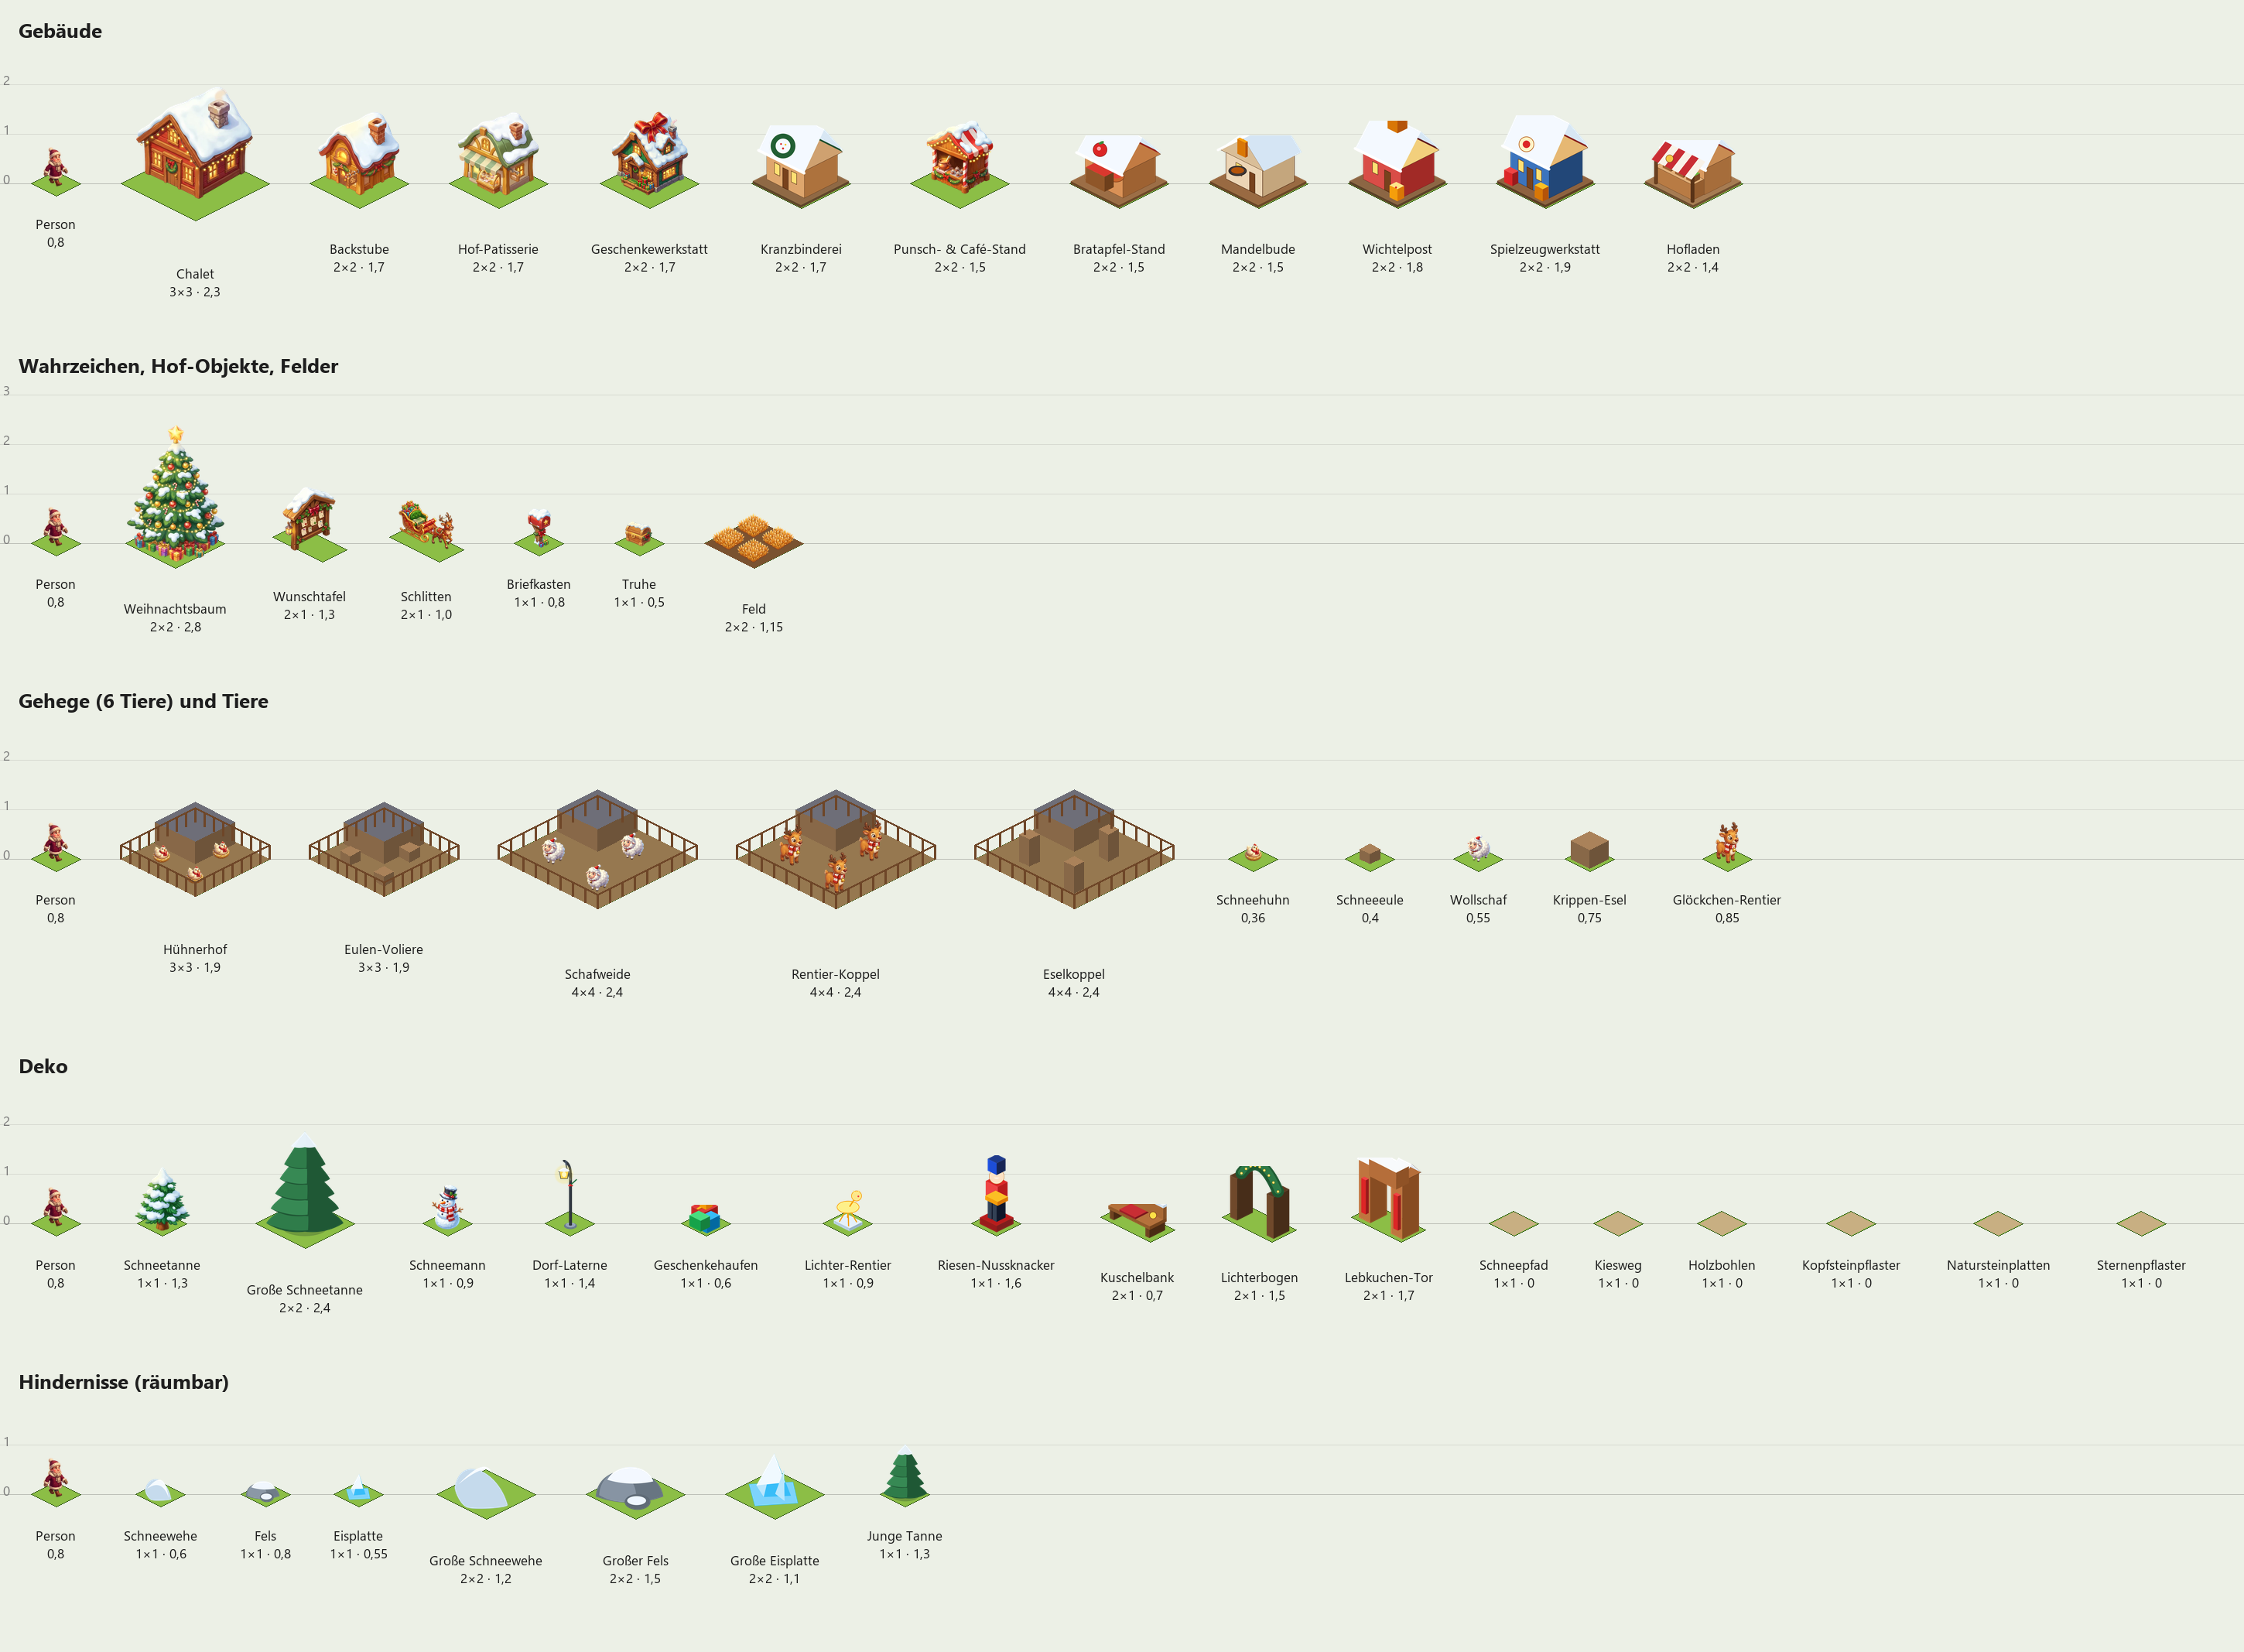 Gebäude
2
1
0
Person
0,8
Chalet
3×3 · 2,3
Backstube
2×2 · 1,7
Hof-Patisserie
2×2 · 1,7
Geschenkewerkstatt
2×2 · 1,7
Kranzbinderei
2×2 · 1,7
Punsch- & Café-Stand
2×2 · 1,5
Bratapfel-Stand
2×2 · 1,5
Mandelbude
2×2 · 1,5
Wichtelpost
2×2 · 1,8
Spielzeugwerkstatt
2×2 · 1,9
Hofladen
2×2 · 1,4
Wahrzeichen, Hof-Objekte, Felder
3
2
1
0
Person
0,8
Weihnachtsbaum
2×2 · 2,8
Wunschtafel
2×1 · 1,3
Schlitten
2×1 · 1,0
Briefkasten
1×1 · 0,8
Truhe
1×1 · 0,5
Feld
2×2 · 1,15
Gehege (6 Tiere) und Tiere
2
1
0
Person
0,8
Hühnerhof
3×3 · 1,9
Eulen-Voliere
3×3 · 1,9
Schafweide
4×4 · 2,4
Rentier-Koppel
4×4 · 2,4
Eselkoppel
4×4 · 2,4
Schneehuhn
0,36
Schneeeule
0,4
Wollschaf
0,55
Krippen-Esel
0,75
Glöckchen-Rentier
0,85
Deko
2
1
0
Person
0,8
Schneetanne
1×1 · 1,3
Große Schneetanne
2×2 · 2,4
Schneemann
1×1 · 0,9
Dorf-Laterne
1×1 · 1,4
Geschenkehaufen
1×1 · 0,6
Lichter-Rentier
1×1 · 0,9
Riesen-Nussknacker
1×1 · 1,6
Kuschelbank
2×1 · 0,7
Lichterbogen
2×1 · 1,5
Lebkuchen-Tor
2×1 · 1,7
Schneepfad
1×1 · 0
Kiesweg
1×1 · 0
Holzbohlen
1×1 · 0
Kopfsteinpflaster
1×1 · 0
Natursteinplatten
1×1 · 0
Sternenpflaster
1×1 · 0
Hindernisse (räumbar)
1
0
Person
0,8
Schneewehe
1×1 · 0,6
Fels
1×1 · 0,8
Eisplatte
1×1 · 0,55
Große Schneewehe
2×2 · 1,2
Großer Fels
2×2 · 1,5
Große Eisplatte
2×2 · 1,1
Junge Tanne
1×1 · 1,3